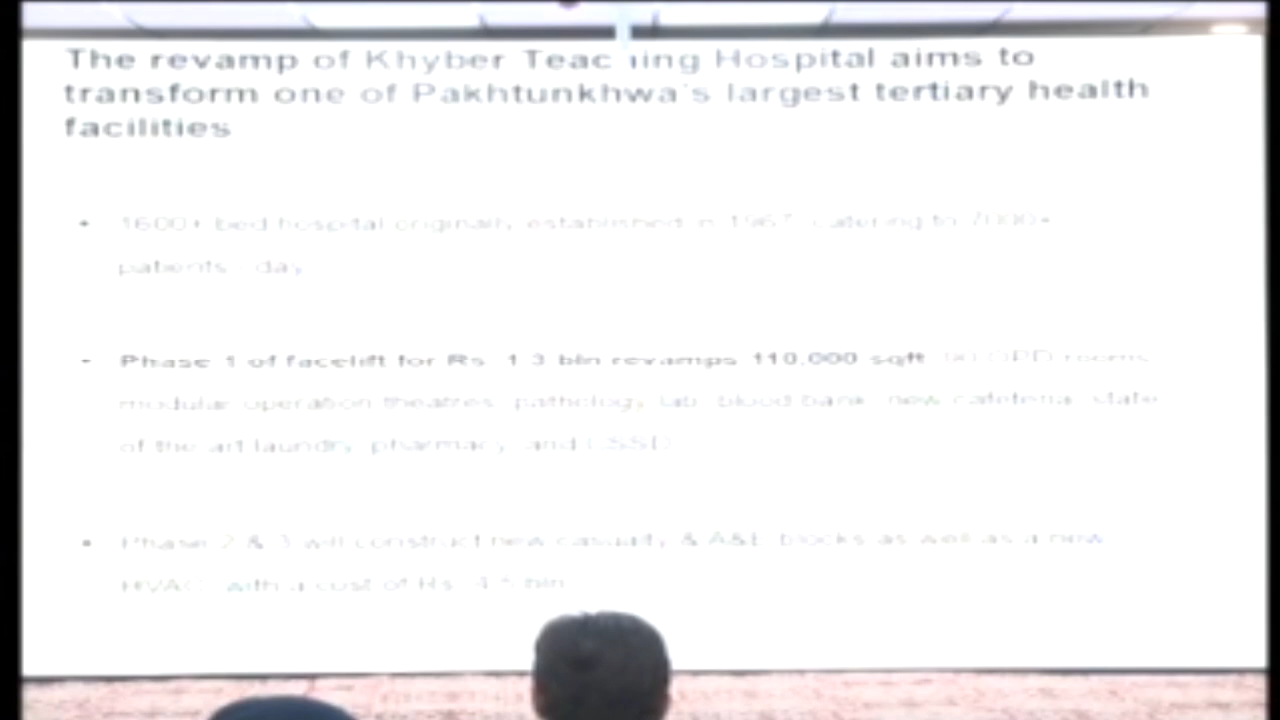 The revamp of Khyber Teaching Hospital aims to
transform one of Pakhtunkhwa's largest tertiary health
facilities
• 1600+ bed hospital originally established in 1967 catering to 7000+
patients day
- Phase 1 of facelift for Rs. 1.3 bln revamps 110,000 sqft OPD rooms
modular operation theatres, pathology lab, blood bank, new cafeteria, state
of the art laundry, pharmacy and CSSD
• Phase 2 & 3 will construct new casualty & A&E blocks as well as a new
HVAC with a cost of Rs. bln